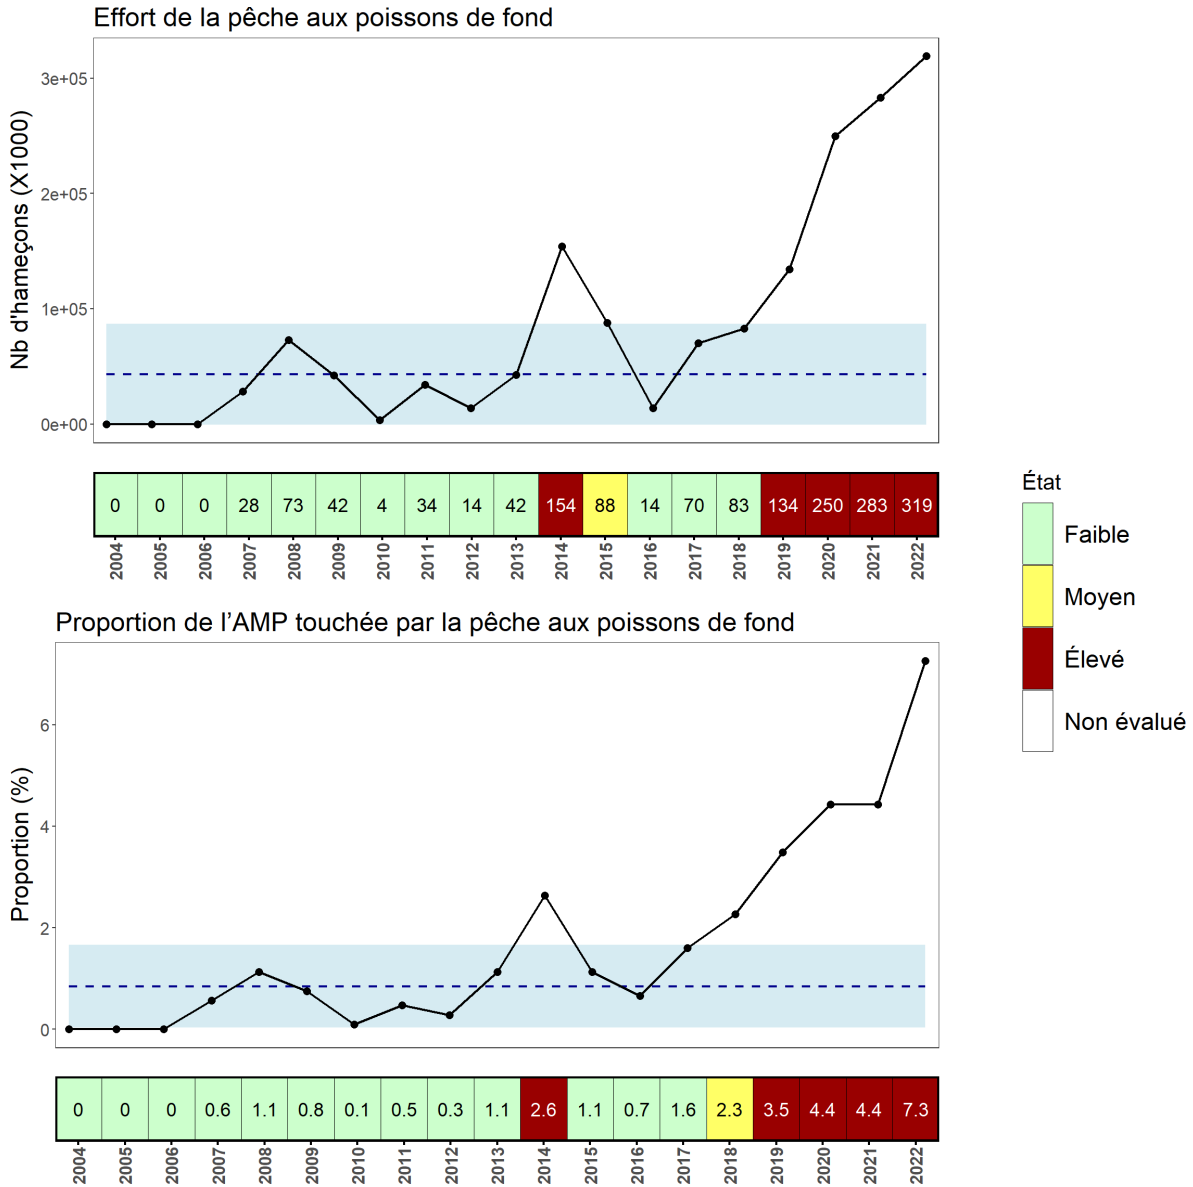 Effort de la pêche aux poissons de fond
Nb d'hameçons (X1000)
3e+05
2e+05
1e+05
0e+00
0 0 0 28 73 42 4 34 14 42 154 88 14 70 83 134 250 283 319
2004 2005 2006 2007 2008 2009 2010 2011 2012 2013 2014 2015 2016 2017 2018 2019 2020 2021 2022
État
Faible
Moyen
Élevé
Non évalué
Proportion de l’AMP touchée par la pêche aux poissons de fond
Proportion (%)
6
4
2
0
0 0 0 0.6 1.1 0.8 0.1 0.5 0.3 1.1 2.6 1.1 0.7 1.6 2.3 3.5 4.4 4.4 7.3
2004 2005 2006 2007 2008 2009 2010 2011 2012 2013 2014 2015 2016 2017 2018 2019 2020 2021 2022